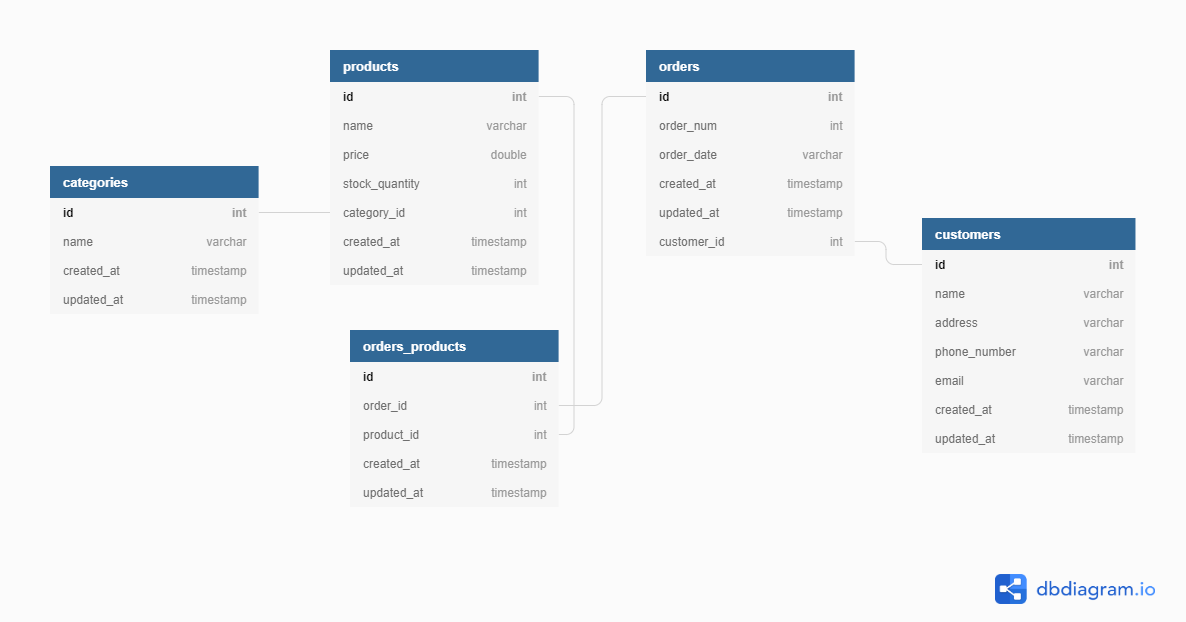 categories
id int
name varchar
created_at timestamp
updated_at timestamp
products
id int
name varchar
price double
stock_quantity int
category_id int
created_at timestamp
updated_at timestamp
orders_products
id int
order_id int
product_id int
created_at timestamp
updated_at timestamp
orders
id int
order_num int
order_date varchar
created_at timestamp
updated_at timestamp
customer_id int
customers
id int
name varchar
address varchar
phone_number varchar
email varchar
created_at timestamp
updated_at timestamp
dbdiagram.io